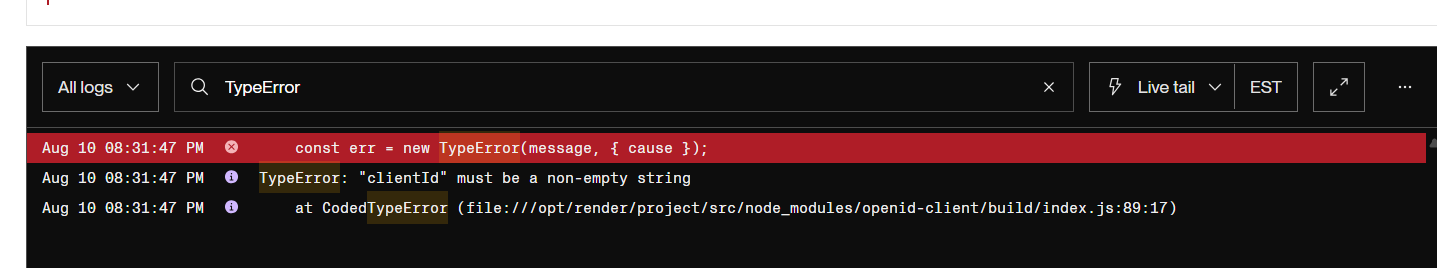 All logs TypeError Live tail EST ...
Aug 10 08:31:47 PM const err = new TypeError(message, { cause });
Aug 10 08:31:47 PM TypeError: "clientId" must be a non-empty string
Aug 10 08:31:47 PM at CodedTypeError (file:///opt/render/project/src/node_modules/openid-client/build/index.js:89:17)